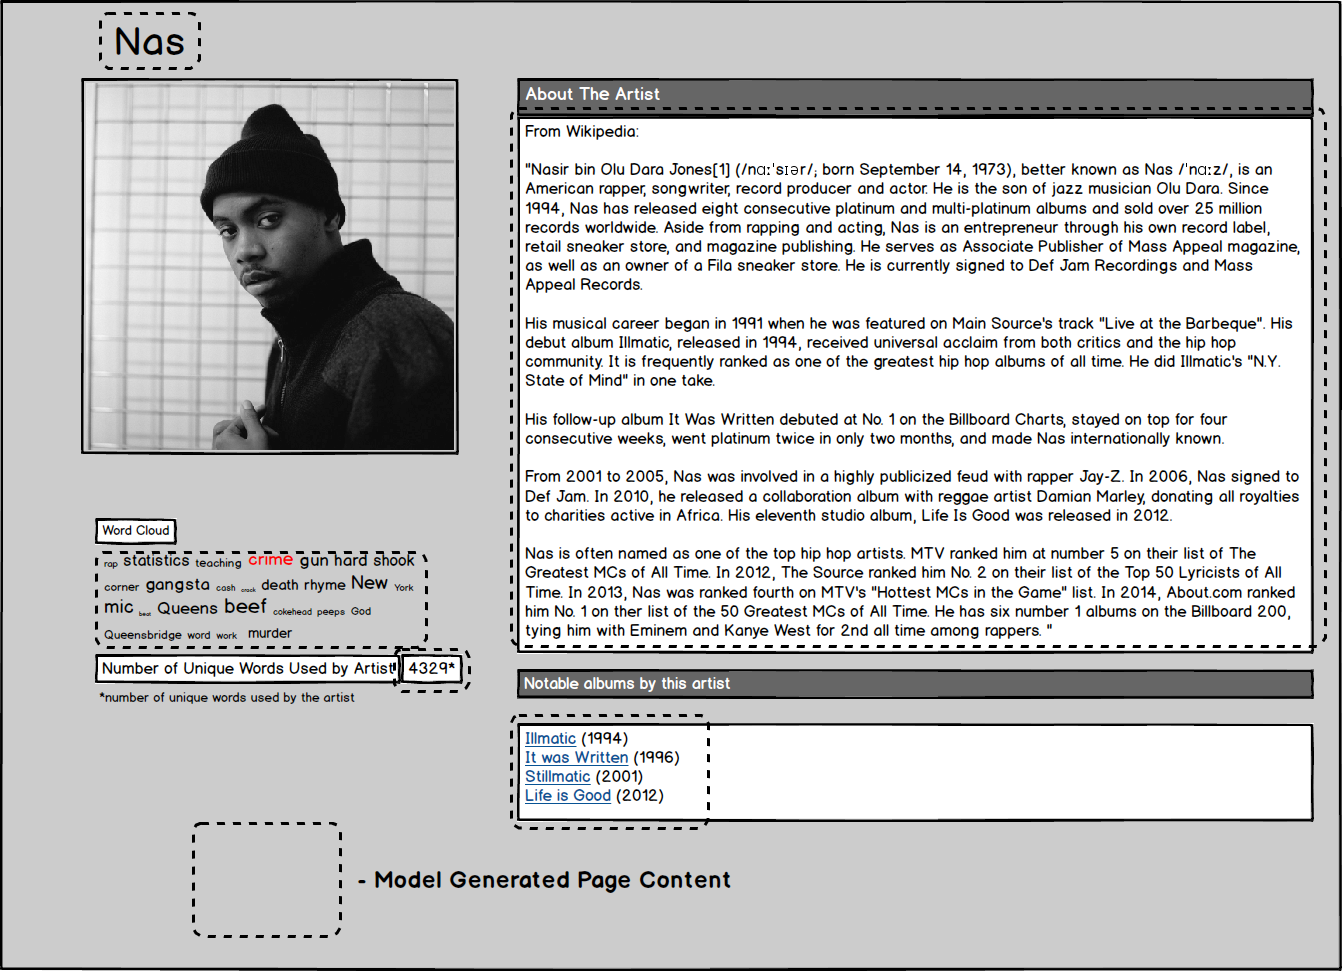 Nas
About The Artist
From Wikipedia:
"Nasir bin Olu Dara Jones[1] (/nɑːˈsɪər/; born September 14, 1973), better known as Nas /ˈnɑːz/, is an
American rapper, songwriter, record producer and actor. He is the son of jazz musician Olu Dara. Since
1994, Nas has released eight consecutive platinum and multi-platinum albums and sold over 25 million
records worldwide. Aside from rapping and acting, Nas is an entrepreneur through his own record label,
retail sneaker store, and magazine publishing. He serves as Associate Publisher of Mass Appeal magazine,
as well as an owner of a Fila sneaker store. He is currently signed to Def Jam Recordings and Mass
Appeal Records.
His musical career began in 1991 when he was featured on Main Source's track "Live at the Barbeque". His
debut album Illmatic, released in 1994, received universal acclaim from both critics and the hip hop
community. It is frequently ranked as one of the greatest hip hop albums of all time. He did Illmatic's "N.Y.
State of Mind" in one take.
His follow-up album It Was Written debuted at No. 1 on the Billboard Charts, stayed on top for four
consecutive weeks, went platinum twice in only two months, and made Nas internationally known.
From 2001 to 2005, Nas was involved in a highly publicized feud with rapper Jay-Z. In 2006, Nas signed to
Def Jam. In 2010, he released a collaboration album with reggae artist Damian Marley, donating all royalties
to charities active in Africa. His eleventh studio album, Life Is Good was released in 2012.
Nas is often named as one of the top hip hop artists. MTV ranked him at number 5 on their list of The
Greatest MCs of All Time. In 2012, The Source ranked him No. 2 on their list of the Top 50 Lyricists of All
Time. In 2013, Nas was ranked fourth on MTV's "Hottest MCs in the Game" list. In 2014, About.com ranked
him No. 1 on ther list of the 50 Greatest MCs of All Time. He has six number 1 albums on the Billboard 200,
tying him with Eminem and Kanye West for 2nd all time among rappers. "
Word Cloud
rap statistics teaching crime gun hard shook
corner gangsta cash crack death rhyme New York
mic beat Queens beef cokehead peeps God
Queensbridge word work murder
Number of Unique Words Used by Artist 4329*
*number of unique words used by the artist
Notable albums by this artist
Illmatic (1994)
It was Written (1996)
Stillmatic (2001)
Life is Good (2012)
- Model Generated Page Content